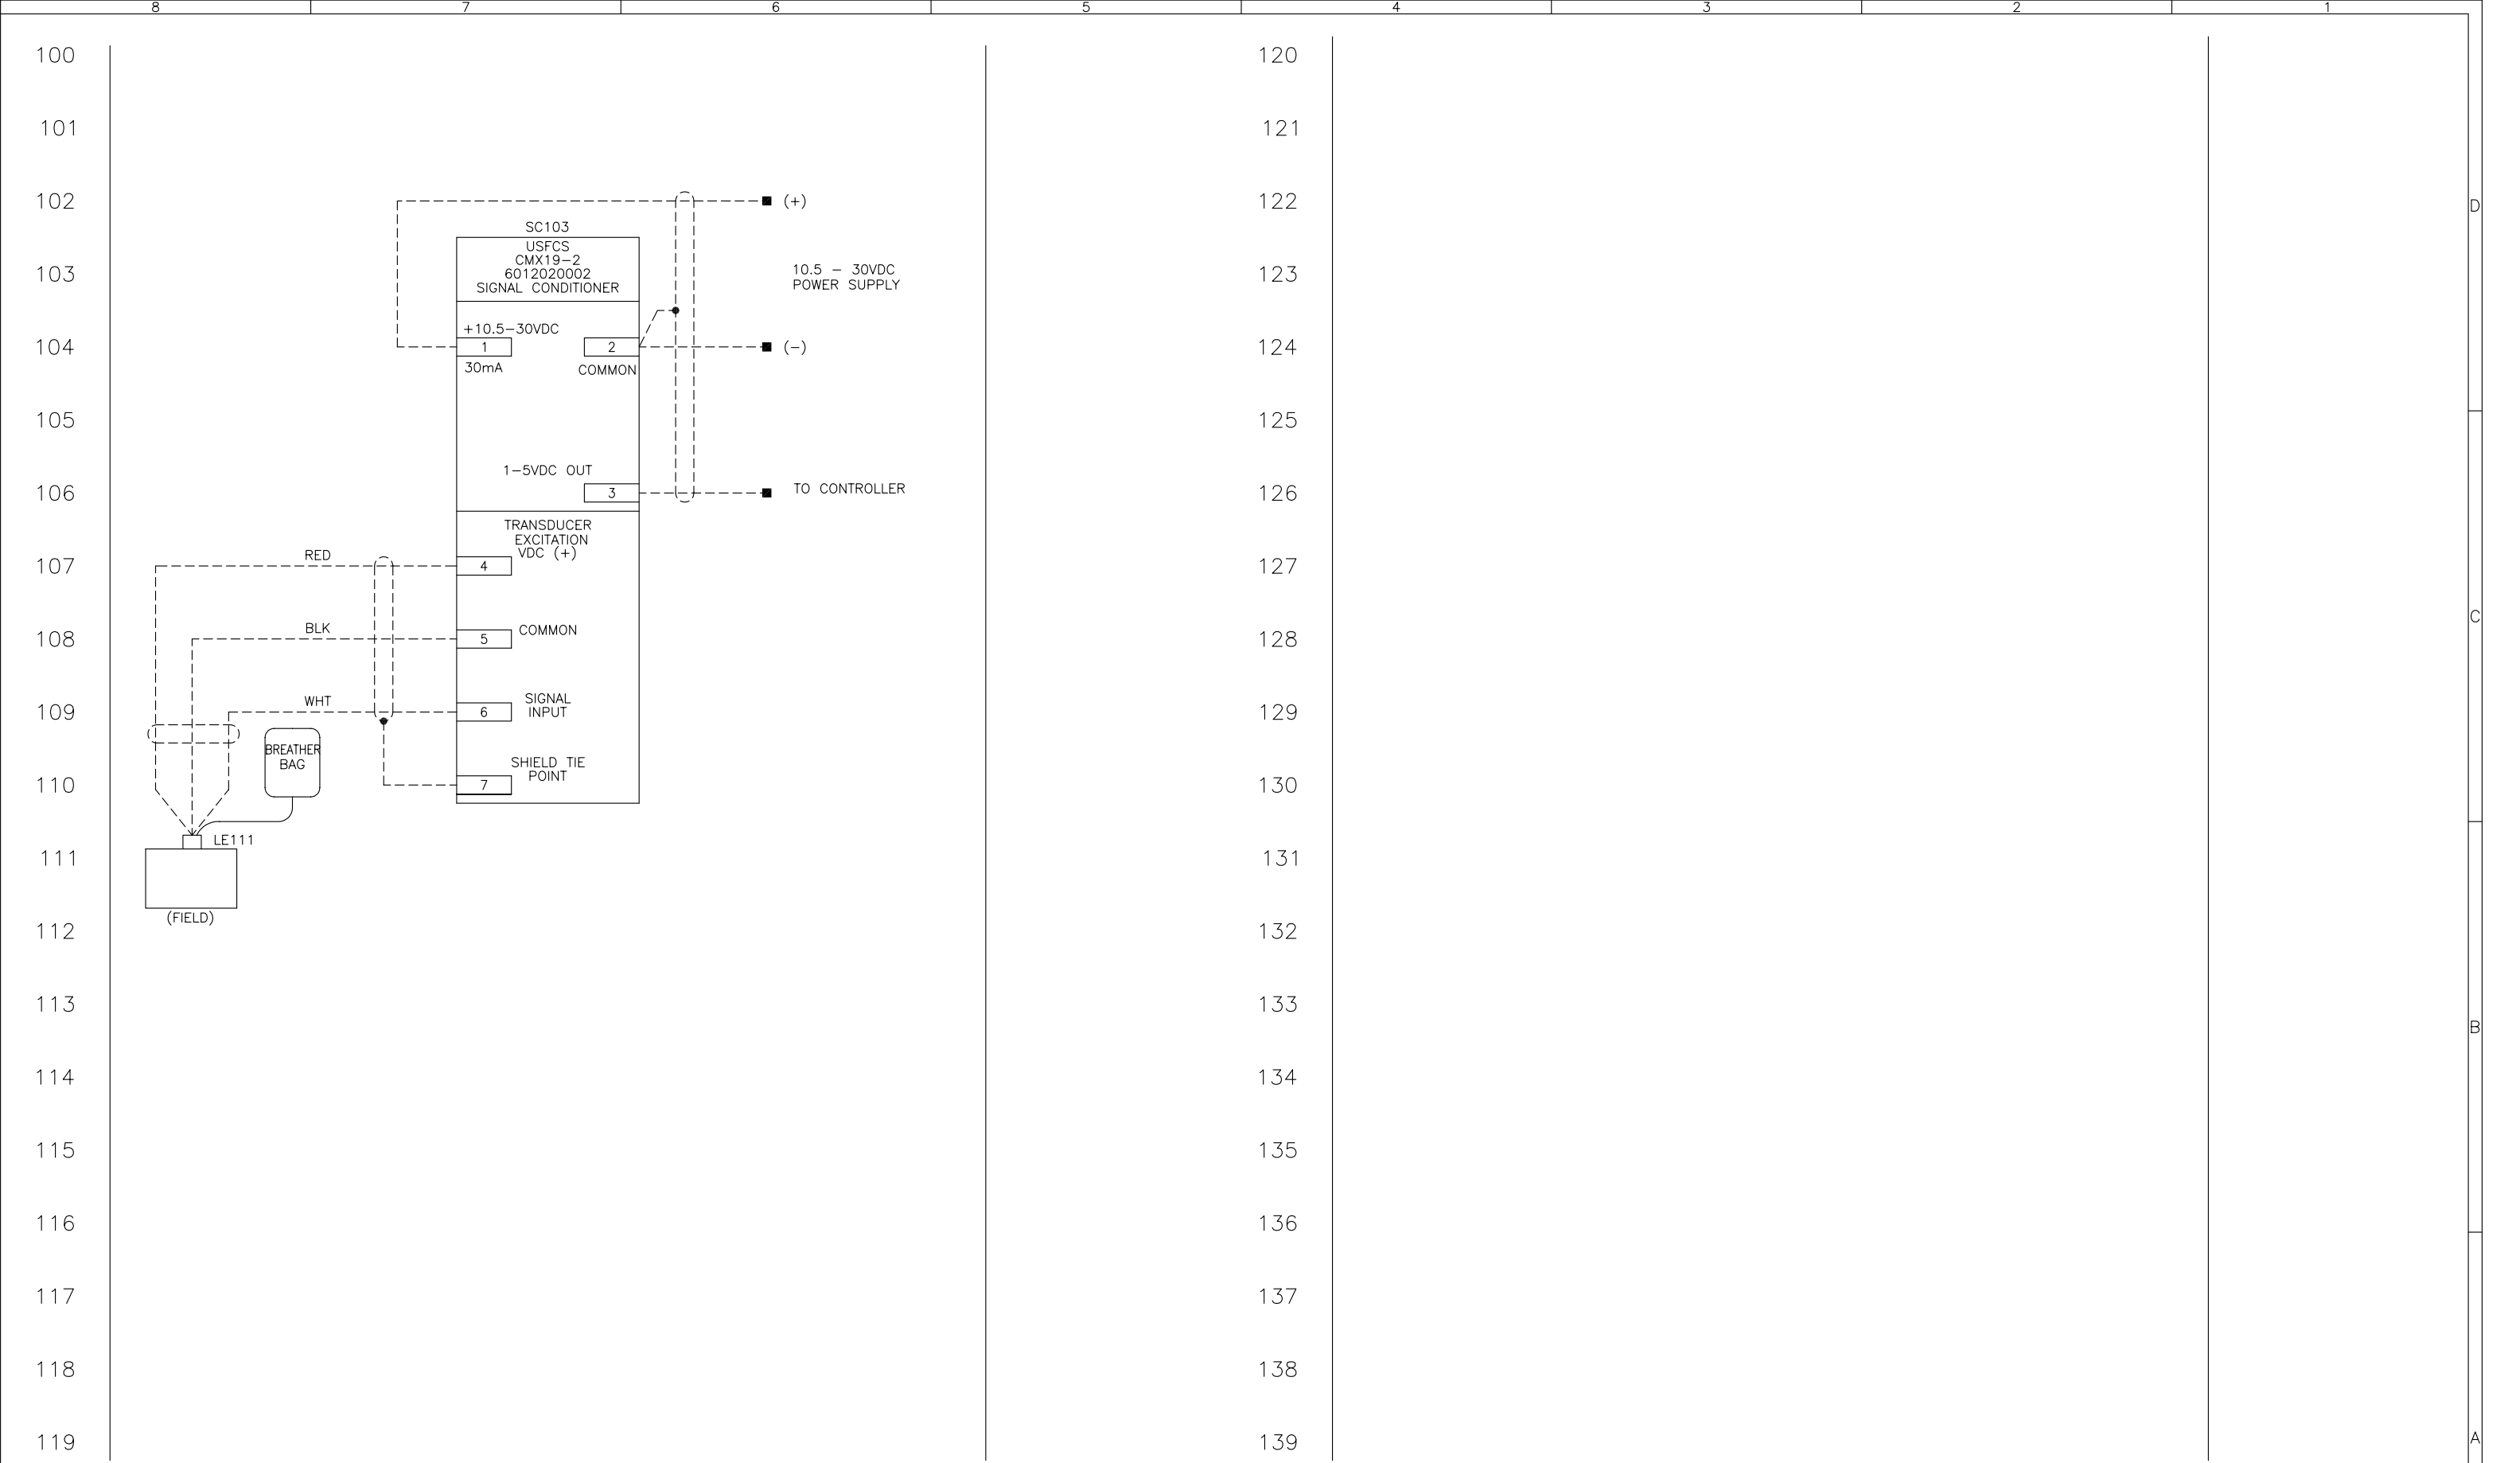 8 7 6 5 4 3 2 1
100
101
102
103
104
105
106
107
108
109
110
111
112
113
114
115
116
117
118
119
(+)
SC103
USFCS
CMX19-2
6012020002
SIGNAL CONDITIONER
10.5 - 30VDC
POWER SUPPLY
+10.5-30VDC
1
30mA
2
COMMON
(-)
1-5VDC OUT
3
TO CONTROLLER
TRANSDUCER
EXCITATION
VDC (+)
RED
4
BLK
5
COMMON
WHT
6
SIGNAL
INPUT
BREATHER
BAG
SHIELD TIE
POINT
7
LE111
(FIELD)
120
121
122
123
124
125
126
127
128
129
130
131
132
133
134
135
136
137
138
139
D
C
B
A